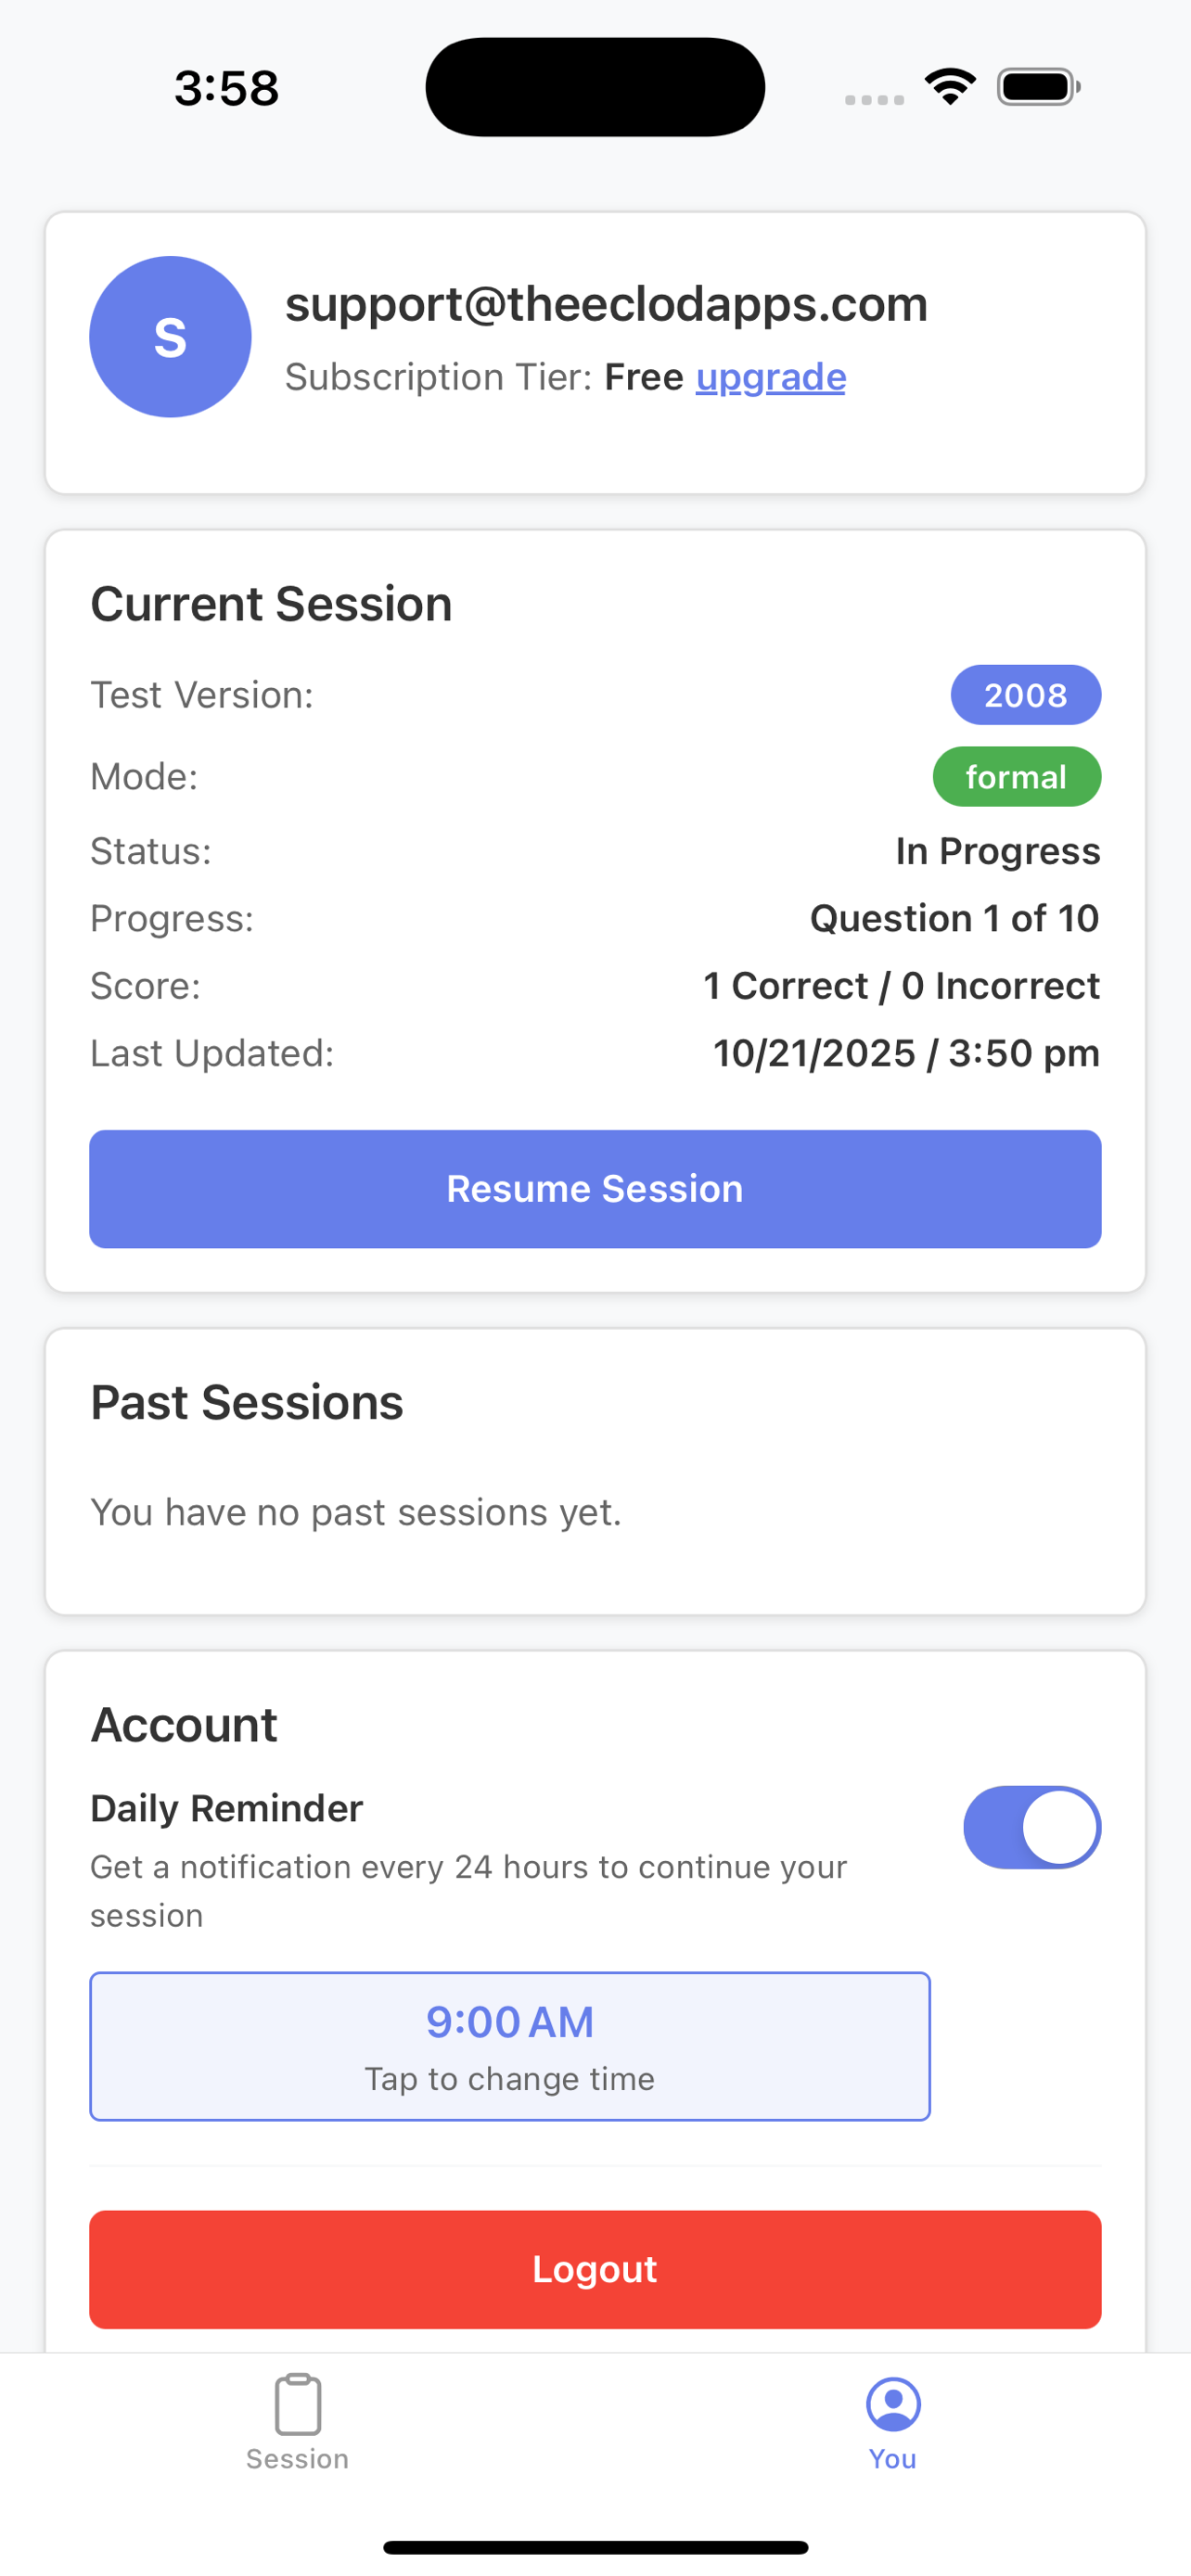 3:58
S
support@theeclodapps.com
Subscription Tier: Free upgrade
Current Session
Test Version: 2008
Mode: formal
Status: In Progress
Progress: Question 1 of 10
Score: 1 Correct / 0 Incorrect
Last Updated: 10/21/2025 / 3:50 pm
Resume Session
Past Sessions
You have no past sessions yet.
Account
Daily Reminder
Get a notification every 24 hours to continue your
session
9:00 AM
Tap to change time
Logout
Session
You